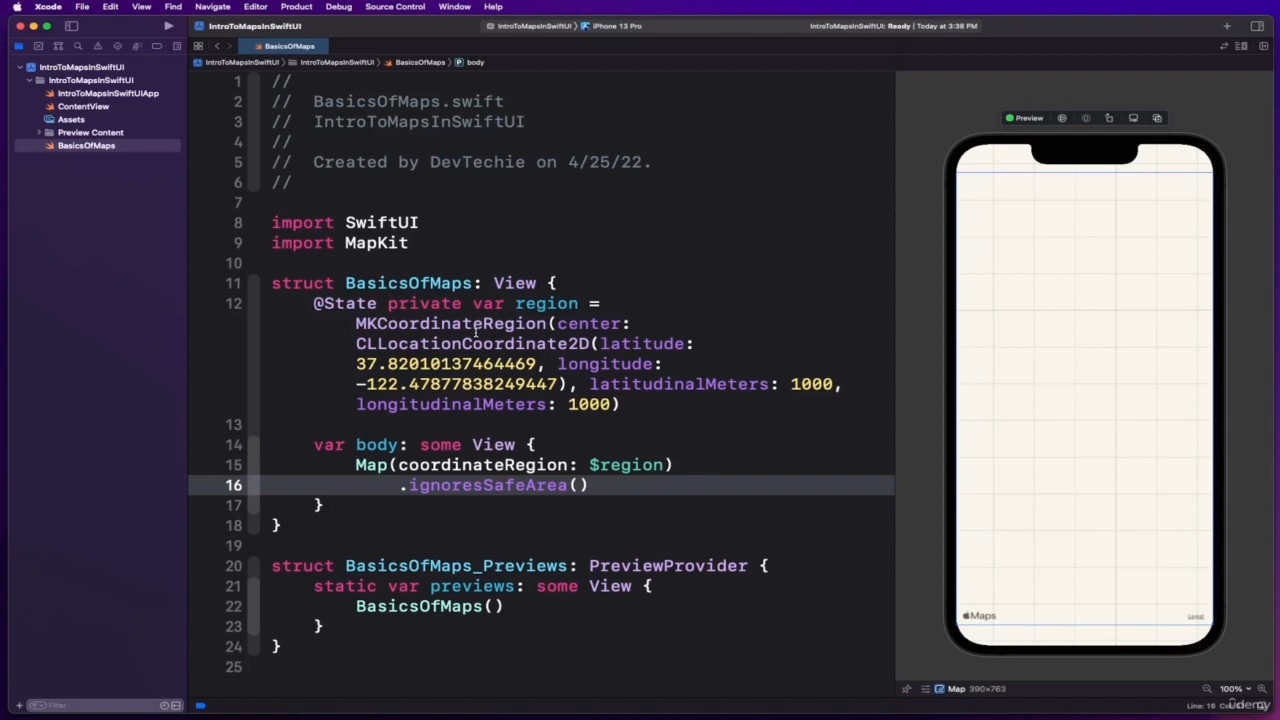 Xcode File Edit View Find Navigate Editor Product Debug Source Control Window Help
IntroToMapsInSwiftUI
IntroToMapsInSwiftUI iPhone 13 Pro
IntroToMapsInSwiftUI: Ready | Today at 3:38 PM
BasicsOfMaps
IntroToMapsInSwiftUI IntroToMapsInSwiftUI BasicsOfMaps P body
IntroToMapsInSwiftUI
IntroToMapsInSwiftUI
IntroToMapsInSwiftUIApp
ContentView
Assets
Preview Content
BasicsOfMaps
Filter
1 //
2 // BasicsOfMaps.swift
3 // IntroToMapsInSwiftUI
4 //
5 // Created by DevTechie on 4/25/22.
6 //
7
8 import SwiftUI
9 import MapKit
10
11 struct BasicsOfMaps: View {
12 @State private var region =
MKCoordinateRegion(center:
CLLocationCoordinate2D(latitude:
37.82010137464469, longitude:
-122.47877838249447), latitudinalMeters: 1000,
longitudinalMeters: 1000)
13
14 var body: some View {
15 Map(coordinateRegion: $region)
16 .ignoresSafeArea()
17 }
18 }
19
20 struct BasicsOfMaps_Previews: PreviewProvider {
21 static var previews: some View {
22 BasicsOfMaps()
23 }
24 }
25
Preview
Maps
Legal
Map 390×763
100%
Line: 16
Udemy